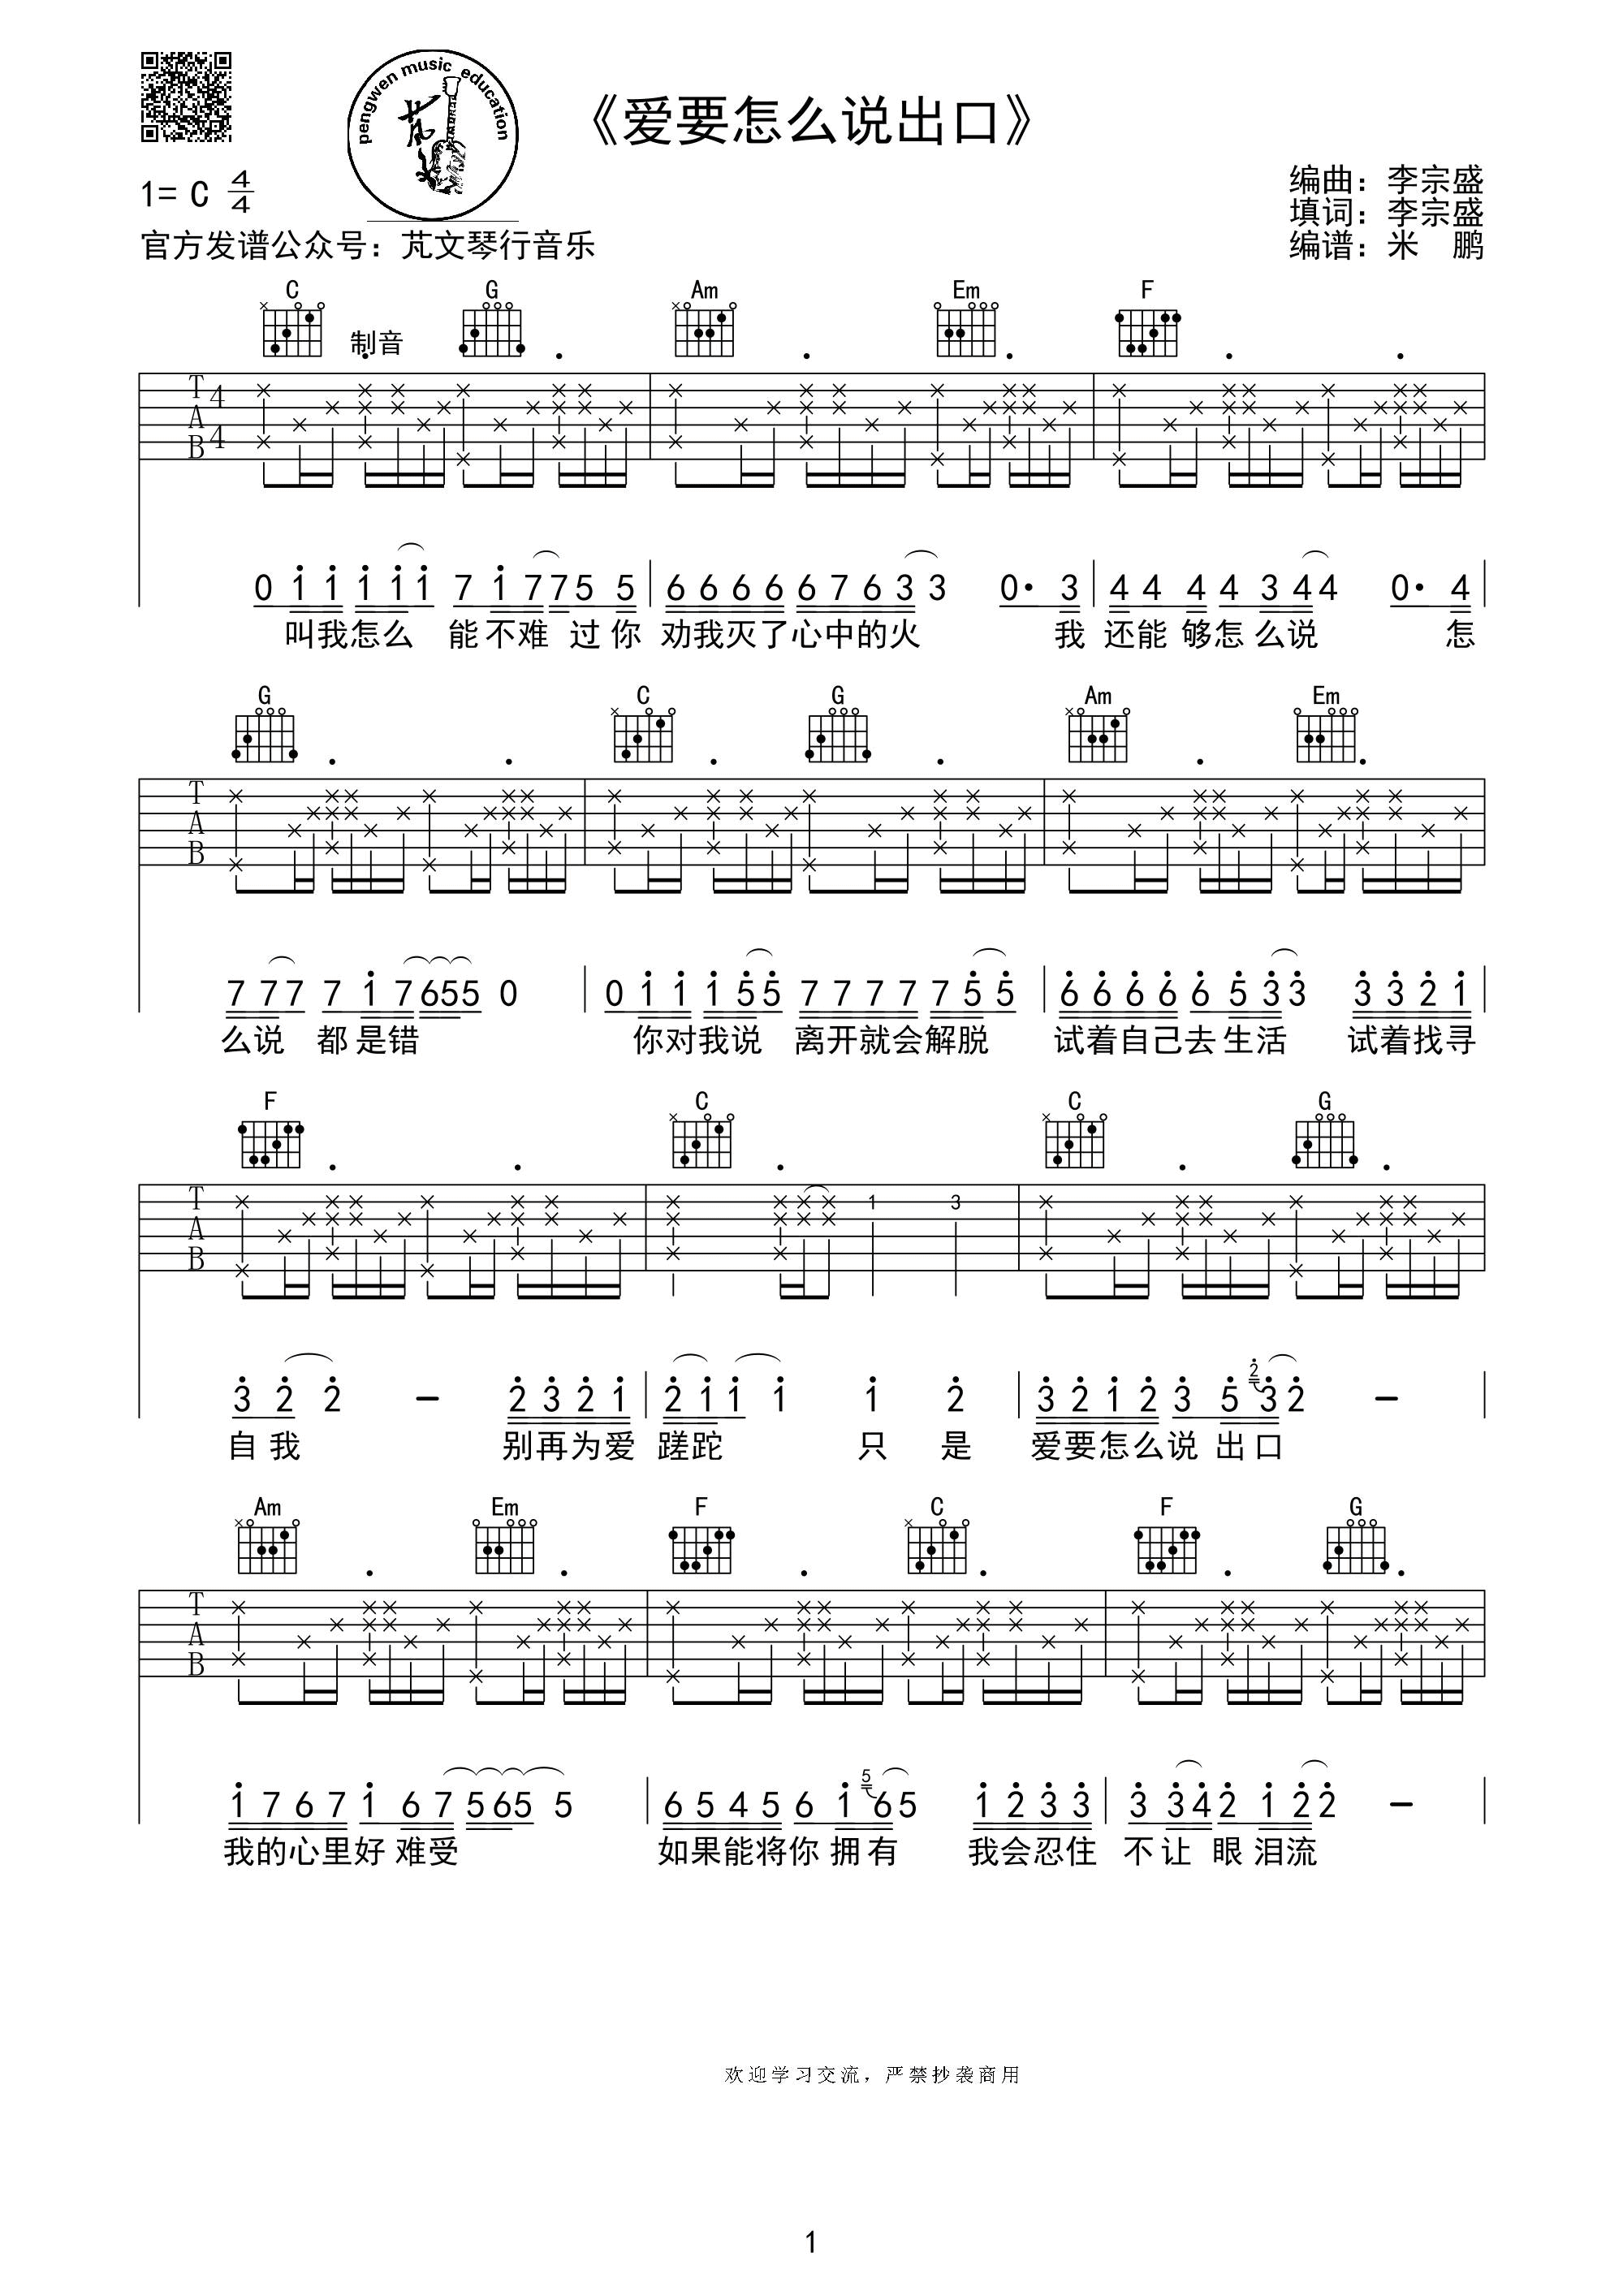 pengwen music education
芃
《爱要怎么说出口》
1= C 4/4
编曲：李宗盛
填词：李宗盛
官方发谱公众号：芃文琴行音乐
编谱：米　鹏
C G Am Em F
制音
T A B 4 4
0 1 1 1 1 1 7 1 7 7 5 5 6 6 6 6 6 7 6 3 3 0· 3 4 4 4 4 3 4 4 0· 4
叫我怎么 能不难 过你 劝我灭了心中的火 我 还能 够怎么说 怎
G C G Am Em
T A B
7 7 7 7 1 7 6 5 5 0 0 1 1 1 5 5 7 7 7 7 7 5 5 6 6 6 6 6 5 3 3 3 3 2 1
么说 都是错 你对我说 离开就会解脱 试着自己去生活 试着找寻
F C C G
T A B 1 3
3 2 2 – 2 3 2 1 2 1 1 1 1 2 3 2 1 2 3 5 2 3 2 –
自我 别再为爱 蹉跎 只 是 爱要怎么说出口
Am Em F C F G
T A B
1 7 6 7 1 6 7 5 6 5 5 6 5 4 5 6 1 5 6 5 1 2 3 3 3 3 4 2 1 2 2 –
我的心里好难受 如果能将你拥有 我会忍住 不让 眼泪流
欢迎学习交流，严禁抄袭商用
1